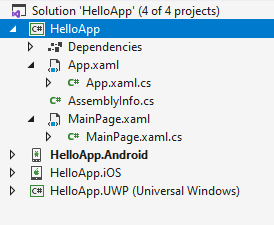 Solution 'HelloApp' (4 of 4 projects)
C# HelloApp
Dependencies
App.xaml
App.xaml.cs
C# AssemblyInfo.cs
MainPage.xaml
MainPage.xaml.cs
HelloApp.Android
HelloApp.iOS
C# HelloApp.UWP (Universal Windows)